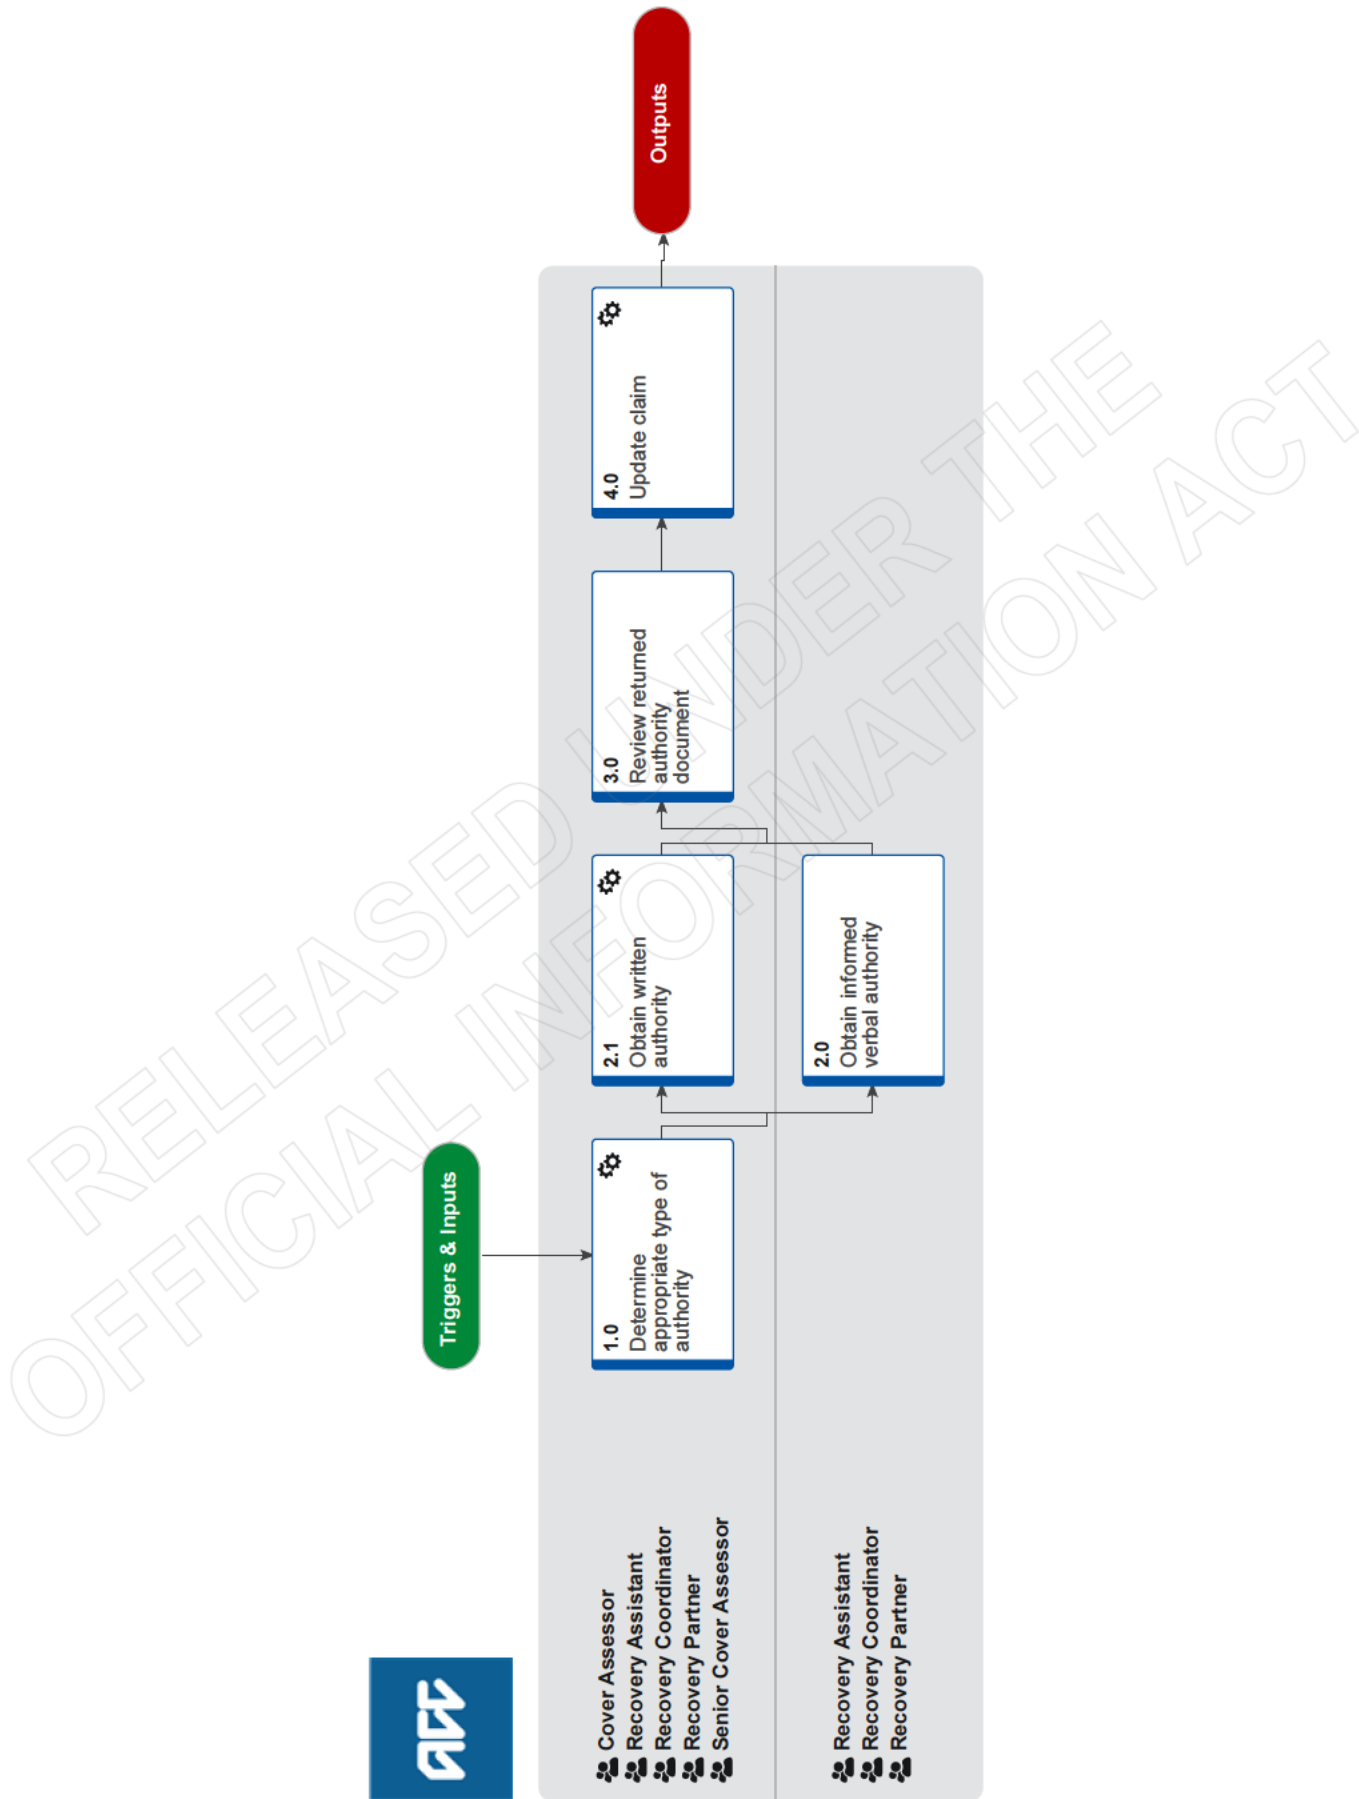 ACC
Triggers & Inputs
Outputs
Cover Assessor
Recovery Assistant
Recovery Coordinator
Recovery Partner
Senior Cover Assessor
1.0
Determine
appropriate type of
authority
2.1
Obtain written
authority
3.0
Review returned
authority
document
4.0
Update claim
Recovery Assistant
Recovery Coordinator
Recovery Partner
2.0
Obtain informed
verbal authority
RELEASED UNDER THE
OFFICIAL INFORMATION ACT